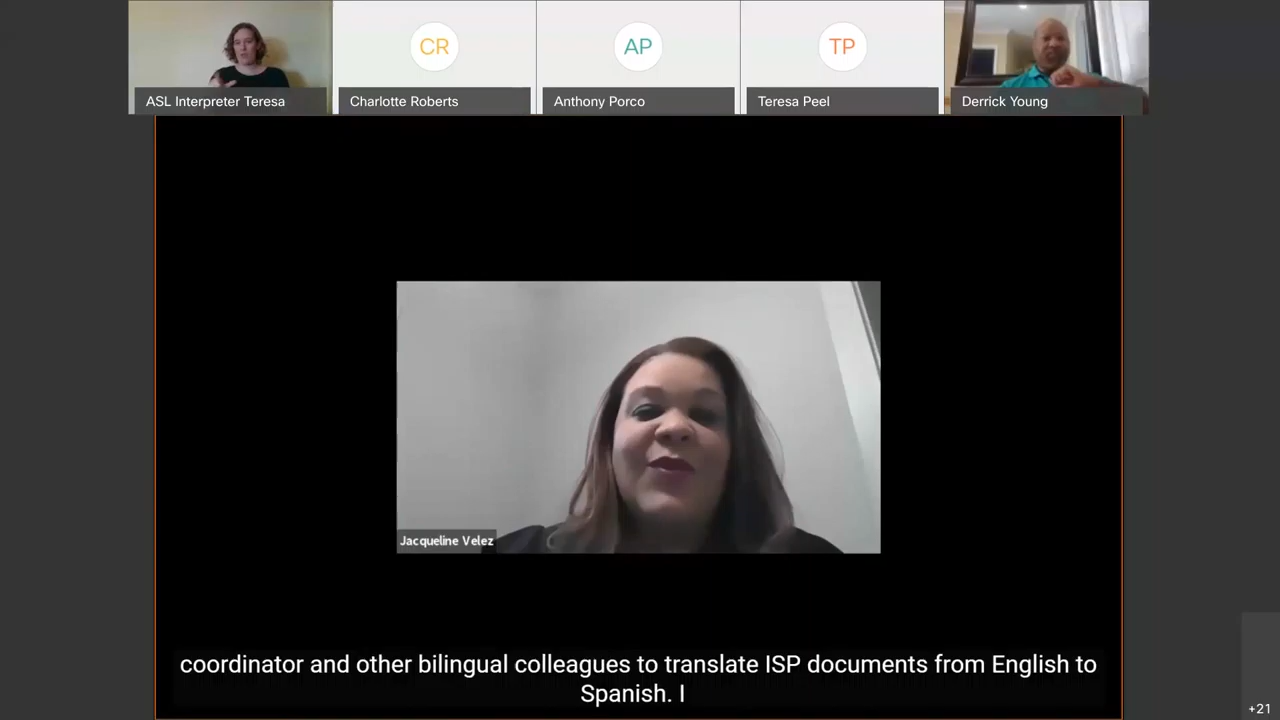 CR
AP
TP
ASL Interpreter Teresa
Charlotte Roberts
Anthony Porco
Teresa Peel
Derrick Young
Jacqueline Velez
coordinator and other bilingual colleagues to translate ISP documents from English to
Spanish. I
+21